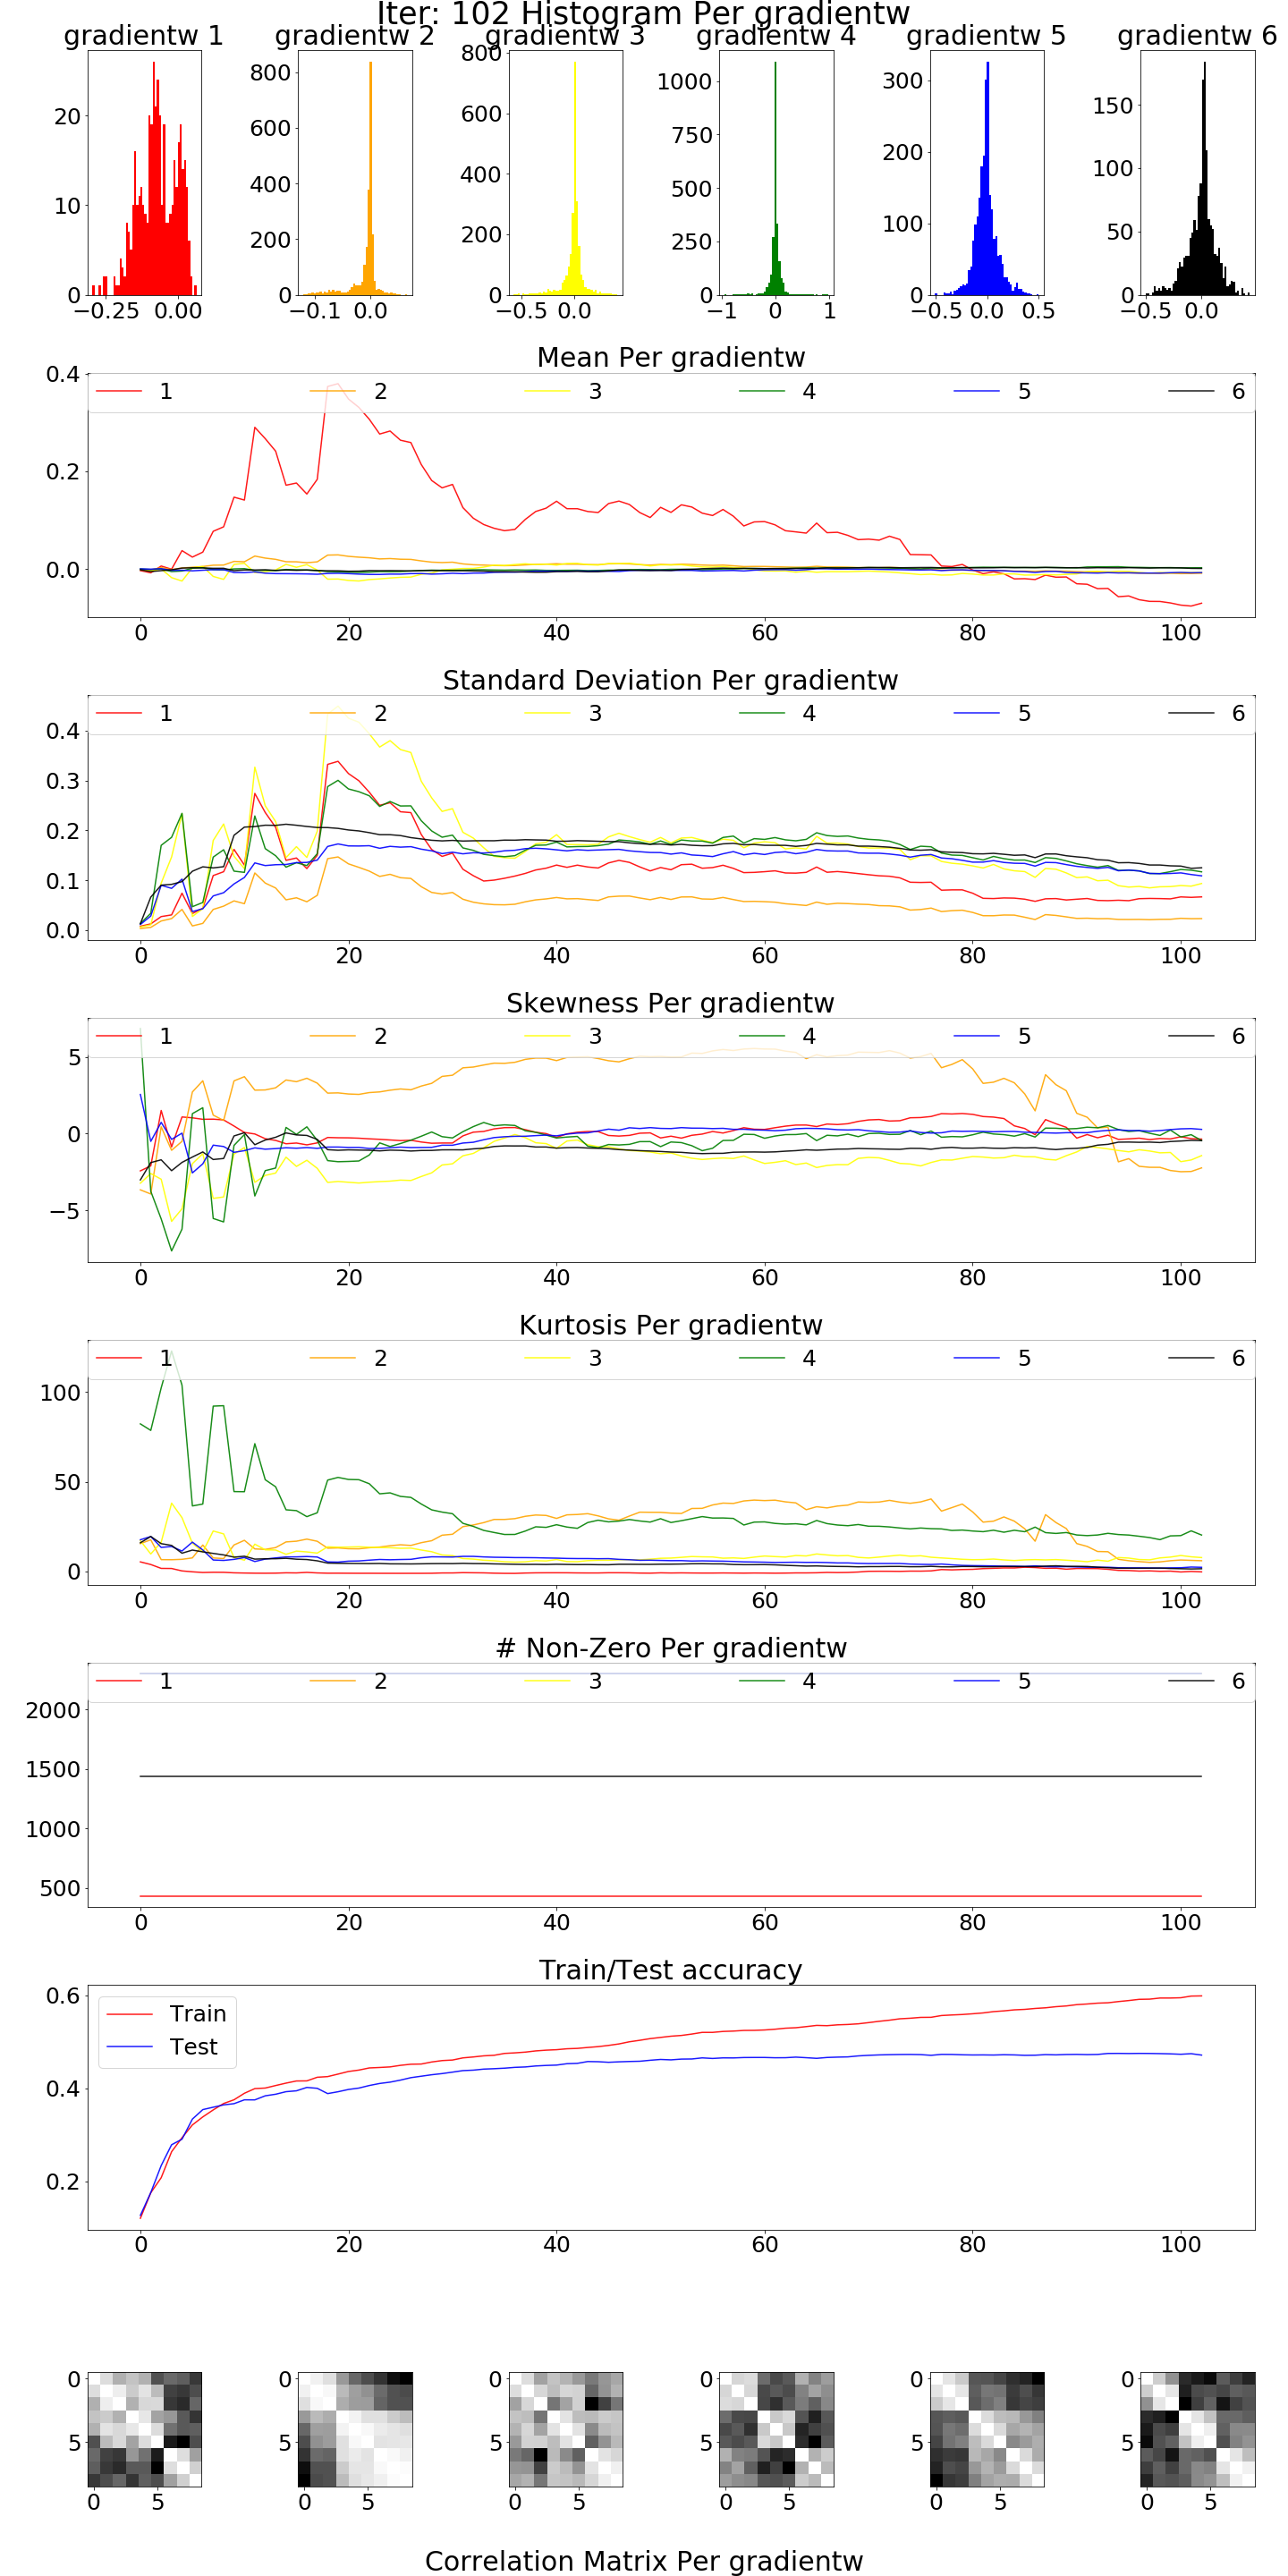 Iter: 102 Histogram Per gradientw
gradientw 1 gradientw 2 gradientw 3 gradientw 4 gradientw 5 gradientw 6
20 10 0
−0.25 0.00
800 600 400 200 0
−0.1 0.0
800 600 400 200 0
−0.5 0.0
1000 750 500 250 0
−1 0 1
300 200 100 0
−0.5 0.0 0.5
150 100 50 0
−0.5 0.0
Mean Per gradientw
1 2 3 4 5 6
0.4
0.2
0.0
0 20 40 60 80 100
Standard Deviation Per gradientw
1 2 3 4 5 6
0.4
0.3
0.2
0.1
0.0
0 20 40 60 80 100
Skewness Per gradientw
1 2 3 4 5 6
5
0
−5
0 20 40 60 80 100
Kurtosis Per gradientw
1 2 3 4 5 6
100
50
0
0 20 40 60 80 100
# Non-Zero Per gradientw
1 2 3 4 5 6
2000
1500
1000
500
0 20 40 60 80 100
Train/Test accuracy
0.6
Train
Test
0.4
0.2
0 20 40 60 80 100
0 0 0 0 0 0
5 5 5 5 5 5
0 5 0 5 0 5 0 5 0 5 0 5
Correlation Matrix Per gradientw